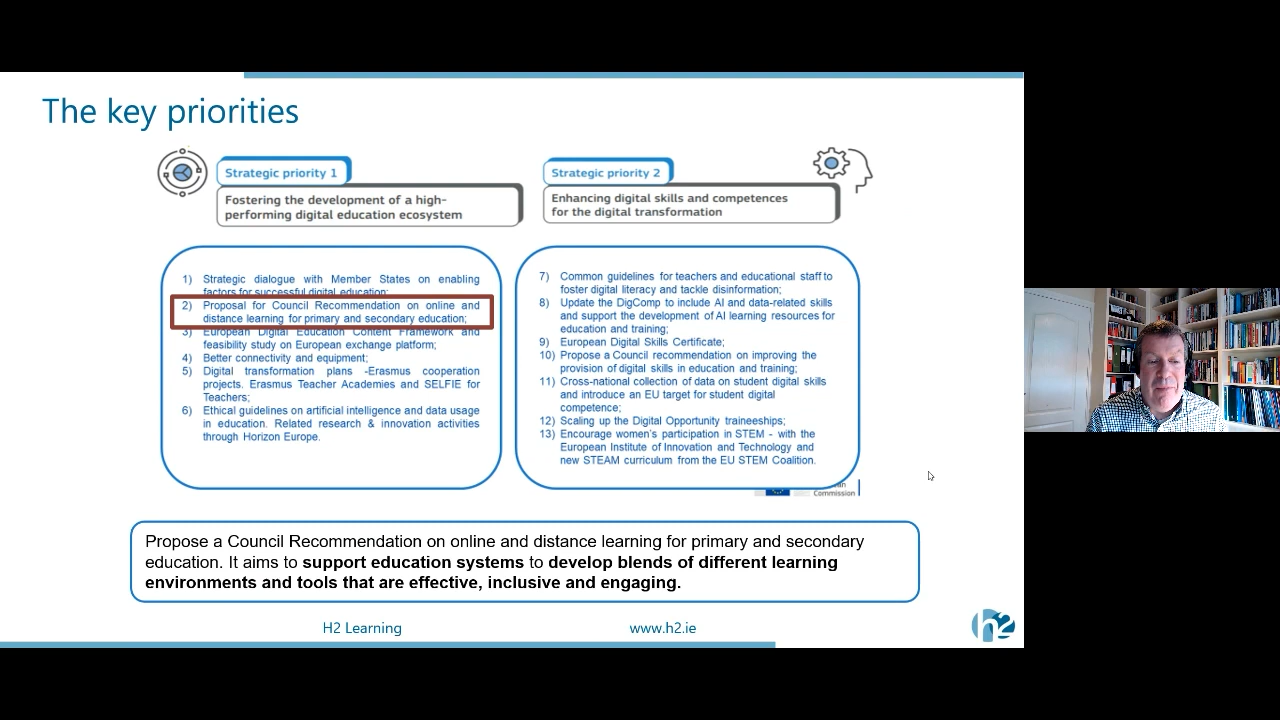 The key priorities
Strategic priority 1
Fostering the development of a high-
performing digital education ecosystem
1) Strategic dialogue with Member States on enabling
factors for successful digital education;
2) Proposal for Council Recommendation on online and
distance learning for primary and secondary education;
3) European Digital Education Content Framework and
feasibility study on European exchange platform;
4) Better connectivity and equipment;
5) Digital transformation plans -Erasmus cooperation
projects. Erasmus Teacher Academies and SELFIE for
Teachers;
6) Ethical guidelines on artificial intelligence and data usage
in education. Related research & innovation activities
through Horizon Europe.
Strategic priority 2
Enhancing digital skills and competences
for the digital transformation
7) Common guidelines for teachers and educational staff to
foster digital literacy and tackle disinformation;
8) Update the DigComp to include AI and data-related skills
and support the development of AI learning resources for
education and training;
9) European Digital Skills Certificate;
10) Propose a Council recommendation on improving the
provision of digital skills in education and training;
11) Cross-national collection of data on student digital skills
and introduce an EU target for student digital
competence;
12) Scaling up the Digital Opportunity traineeships;
13) Encourage women's participation in STEM - with the
European Institute of Innovation and Technology and
new STEAM curriculum from the EU STEM Coalition.
Commission
Propose a Council Recommendation on online and distance learning for primary and secondary
education. It aims to support education systems to develop blends of different learning
environments and tools that are effective, inclusive and engaging.
H2 Learning
www.h2.ie
h2